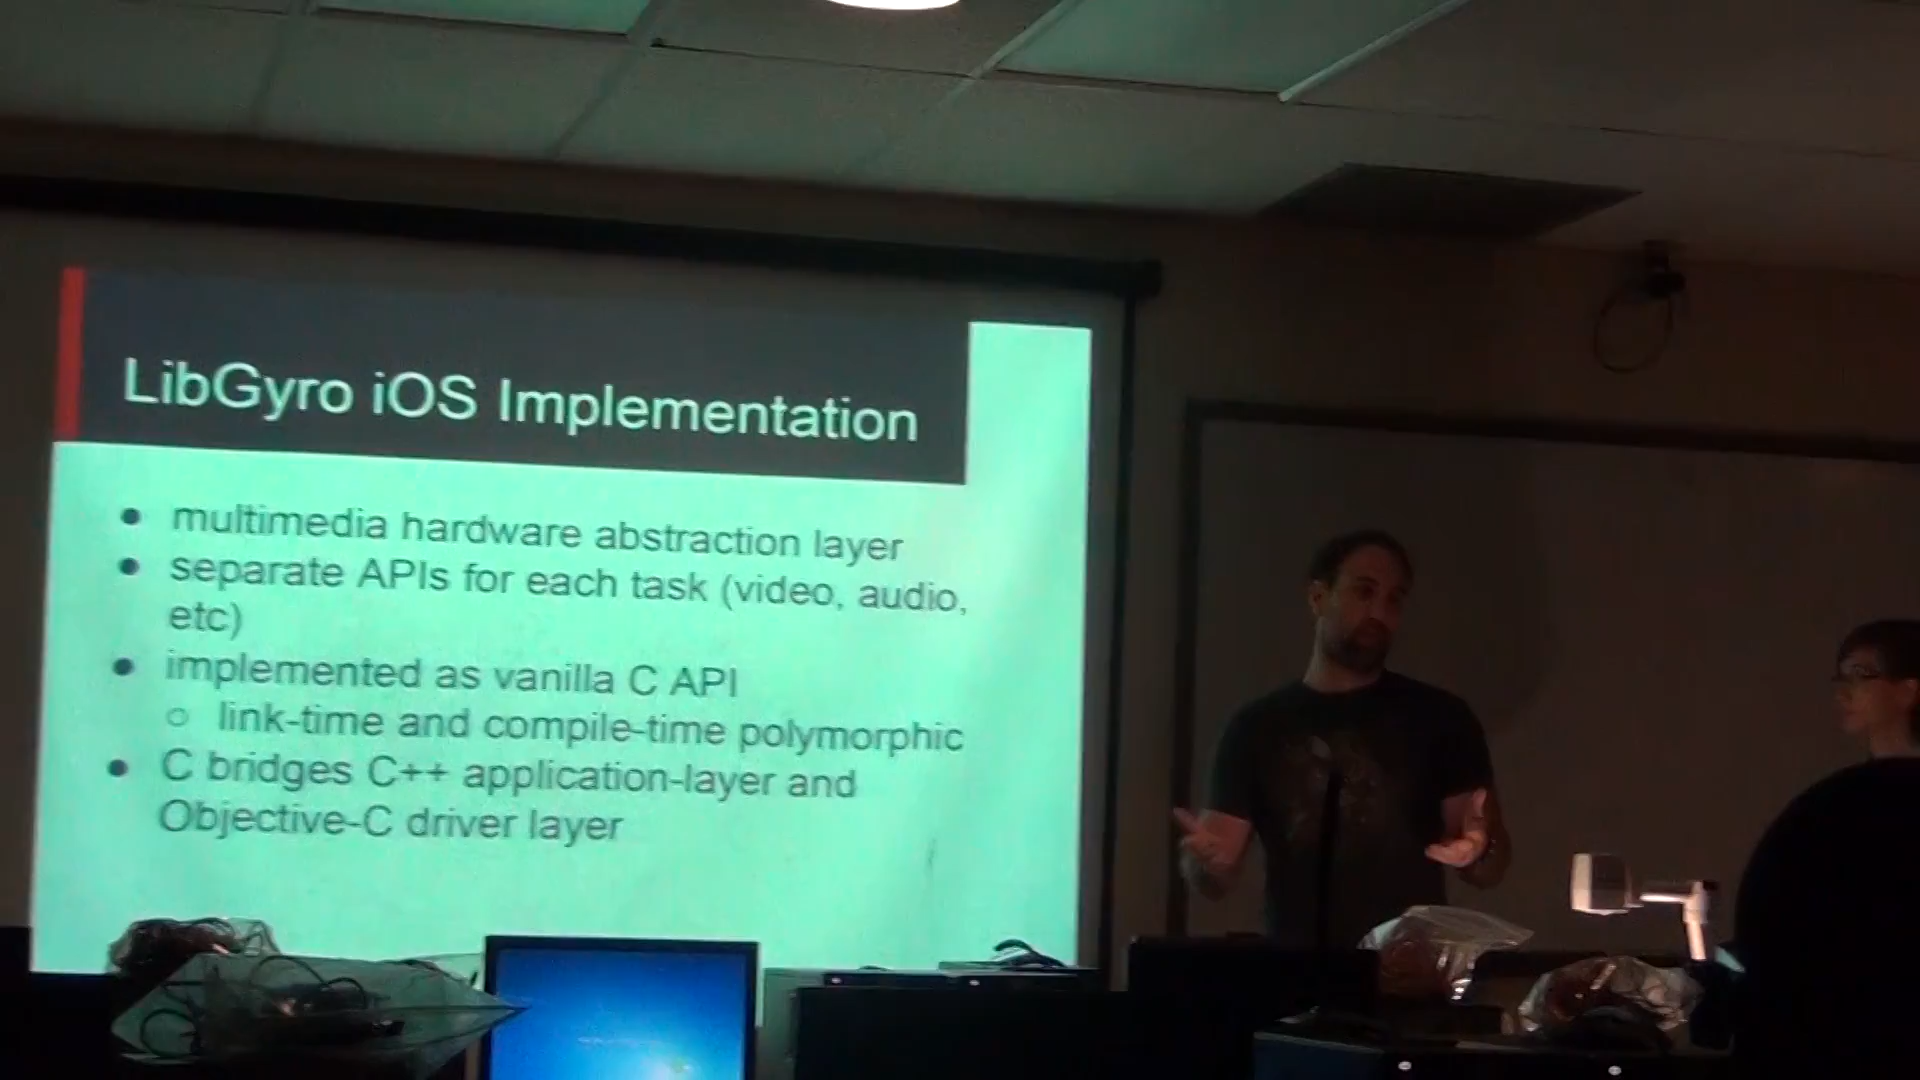 LibGyro iOS Implementation
● multimedia hardware abstraction layer
● separate APIs for each task (video, audio,
etc)
● implemented as vanilla C API
○ link-time and compile-time polymorphic
● C bridges C++ application-layer and
Objective-C driver layer